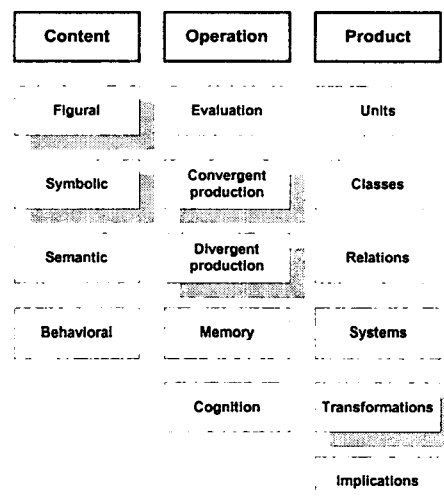 Content Operation Product
Figural Evaluation Units
Symbolic Convergent production Classes
Semantic Divergent production Relations
Behavioral Memory Systems
Cognition Transformations
Implications